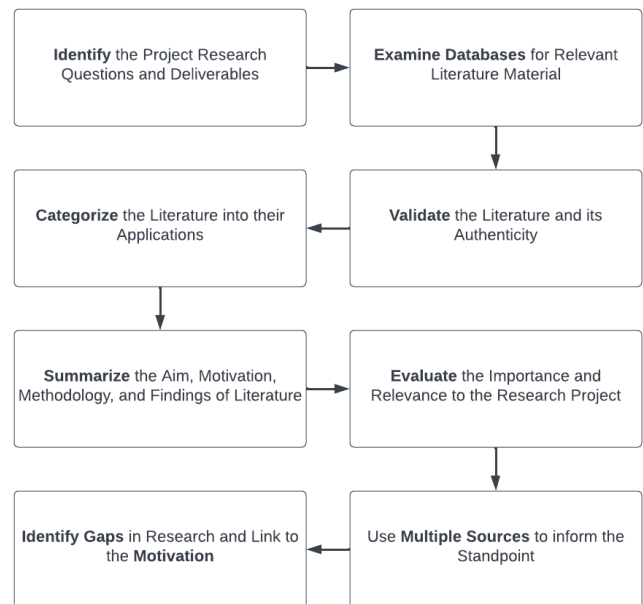 Identify the Project Research
Questions and Deliverables
Examine Databases for Relevant
Literature Material
Validate the Literature and its
Authenticity
Categorize the Literature into their
Applications
Summarize the Aim, Motivation,
Methodology, and Findings of Literature
Evaluate the Importance and
Relevance to the Research Project
Use Multiple Sources to inform the
Standpoint
Identify Gaps in Research and Link to
the Motivation